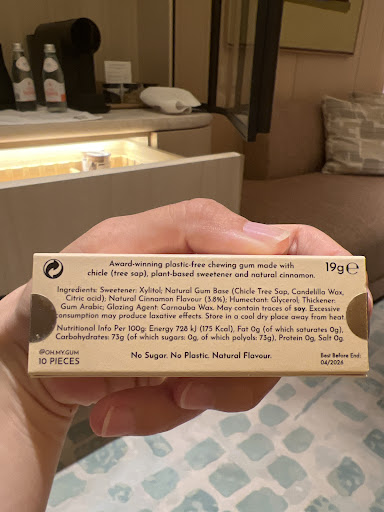 Award-winning plastic-free chewing gum made with
chicle (tree sap), plant-based sweetener and natural cinnamon.
19g℮
Ingredients: Sweetener: Xylitol; Natural Gum Base (Chicle Tree Sap, Candelilla Wax,
Citric acid); Natural Cinnamon Flavour (3.8%); Humectant: Glycerol; Thickener:
Gum Arabic; Glazing Agent: Carnauba Wax. May contain traces of soy. Excessive
consumption may produce laxative effects. Store in a cool dry place away from heat.
Nutritional Info Per 100g: Energy 728 kJ (175 Kcal), Fat 0g (of which saturates 0g),
Carbohydrates: 73g (of which sugars: 0g, of which polyols: 73g), Protein 0g, Salt 0g.
@OH.MY.GUM
10 PIECES
No Sugar. No Plastic. Natural Flavour.
Best Before End:
04/2026